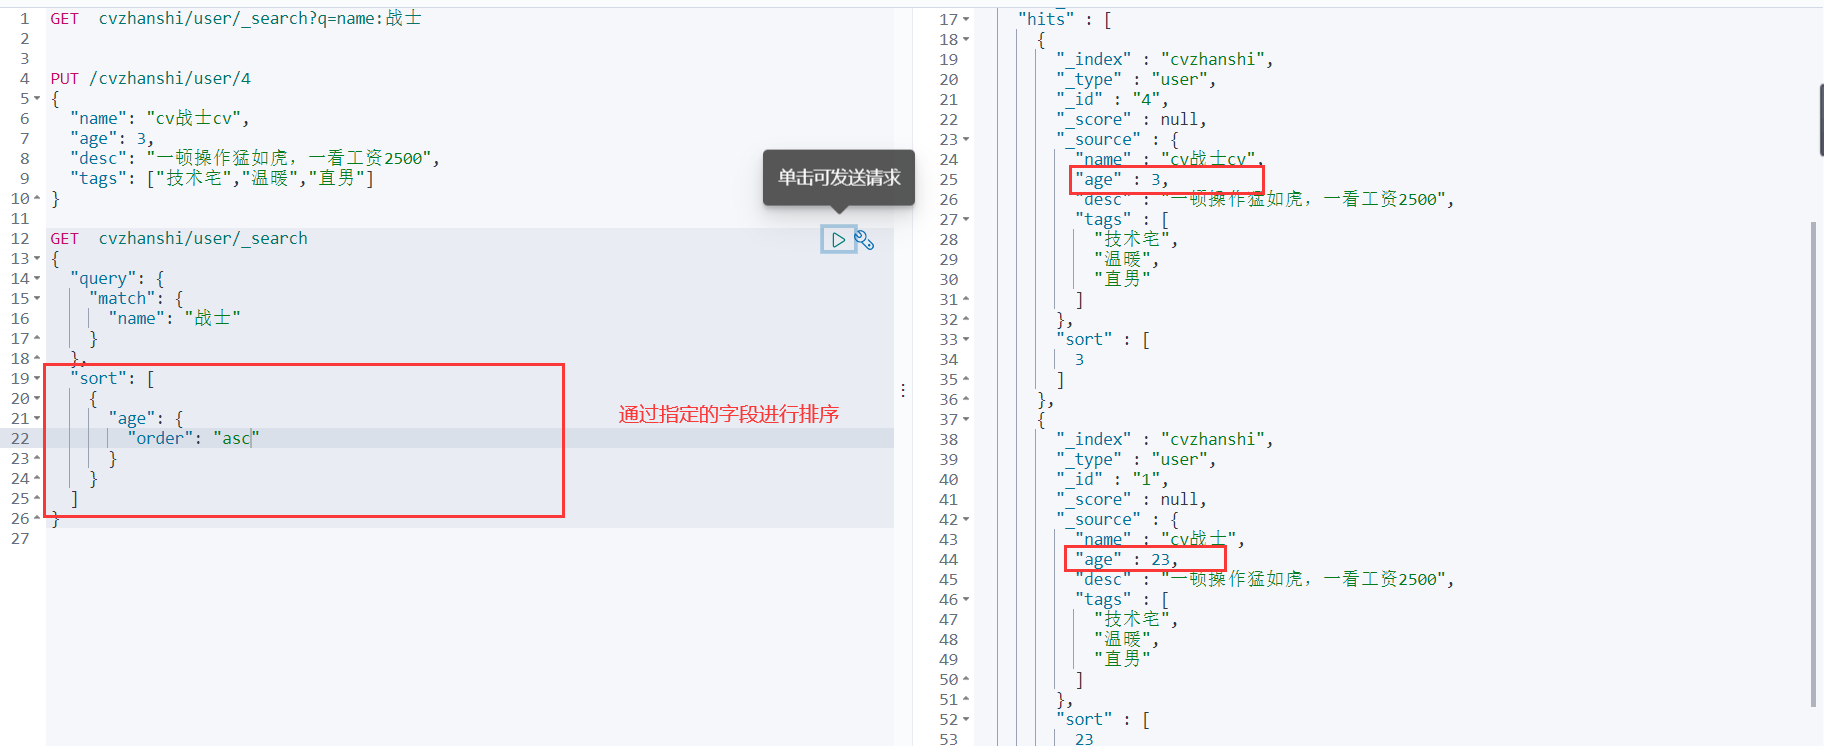 1 GET  cvzhanshi/user/_search?q=name:战士
2
3
4 PUT /cvzhanshi/user/4
5 {
6   "name": "cv战士cv",
7   "age": 3,
8   "desc": "一顿操作猛如虎，一看工资2500",
9   "tags": ["技术宅","温暖","直男"]
10 }
11
单击可发送请求
12 GET  cvzhanshi/user/_search
13 {
14   "query": {
15     "match": {
16       "name": "战士"
17     }
18   },
19   "sort": [
20     {
21       "age": {
22         "order": "asc"
23       }
24     }
25   ]
26 }
27
通过指定的字段进行排序
17 "hits" : [
18   {
19     "_index" : "cvzhanshi",
20     "_type" : "user",
21     "_id" : "4",
22     "_score" : null,
23     "_source" : {
24       "name" : "cv战士cv",
25       "age" : 3,
26       "desc" : "一顿操作猛如虎，一看工资2500",
27       "tags" : [
28         "技术宅",
29         "温暖",
30         "直男"
31       ]
32     },
33     "sort" : [
34       3
35     ]
36   },
37   {
38     "_index" : "cvzhanshi",
39     "_type" : "user",
40     "_id" : "1",
41     "_score" : null,
42     "_source" : {
43       "name" : "cv战士",
44       "age" : 23,
45       "desc" : "一顿操作猛如虎，一看工资2500",
46       "tags" : [
47         "技术宅",
48         "温暖",
49         "直男"
50       ]
51     },
52     "sort" : [
53       23